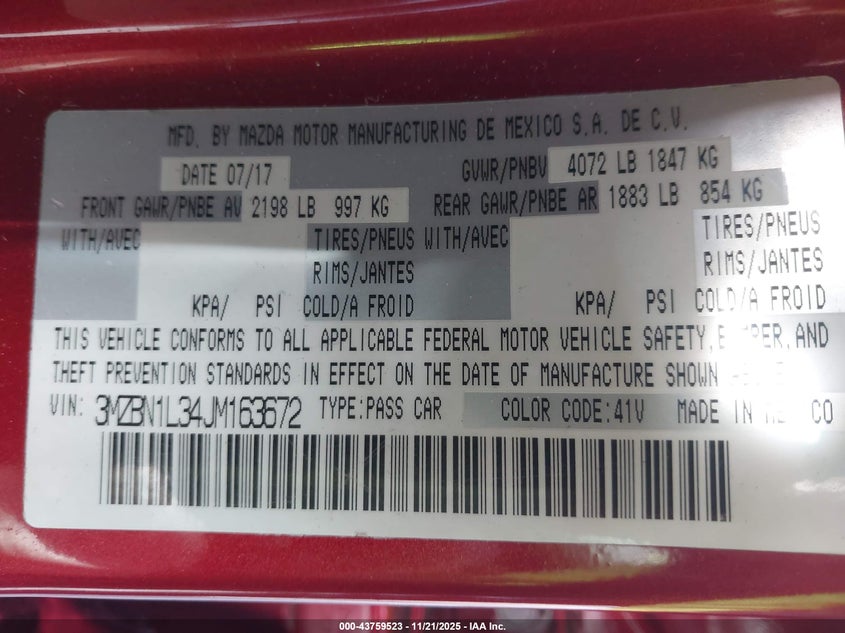 MFD. BY MAZDA MOTOR MANUFACTURING DE MEXICO S.A. DE C.V.
DATE 07/17 GVWR/PNBV 4072 LB 1847 KG
FRONT GAWR/PNBE AV 2198 LB 997 KG REAR GAWR/PNBE AR 1883 LB 854 KG
WITH/AVEC TIRES/PNEUS WITH/AVEC TIRES/PNEUS
RIMS/JANTES RIMS/JANTES
KPA/ PSI COLD/A FROID KPA/ PSI COLD/A FROID
THIS VEHICLE CONFORMS TO ALL APPLICABLE FEDERAL MOTOR VEHICLE SAFETY, AND
THEFT PREVENTION STANDARDS IN EFFECT ON THE DATE OF MANUFACTURE SHOWN
VIN: 3MZBN1L34JM163672 TYPE:PASS CAR COLOR CODE:41V MADE IN
000-43759523 - 11/21/2025 - IAA Inc.